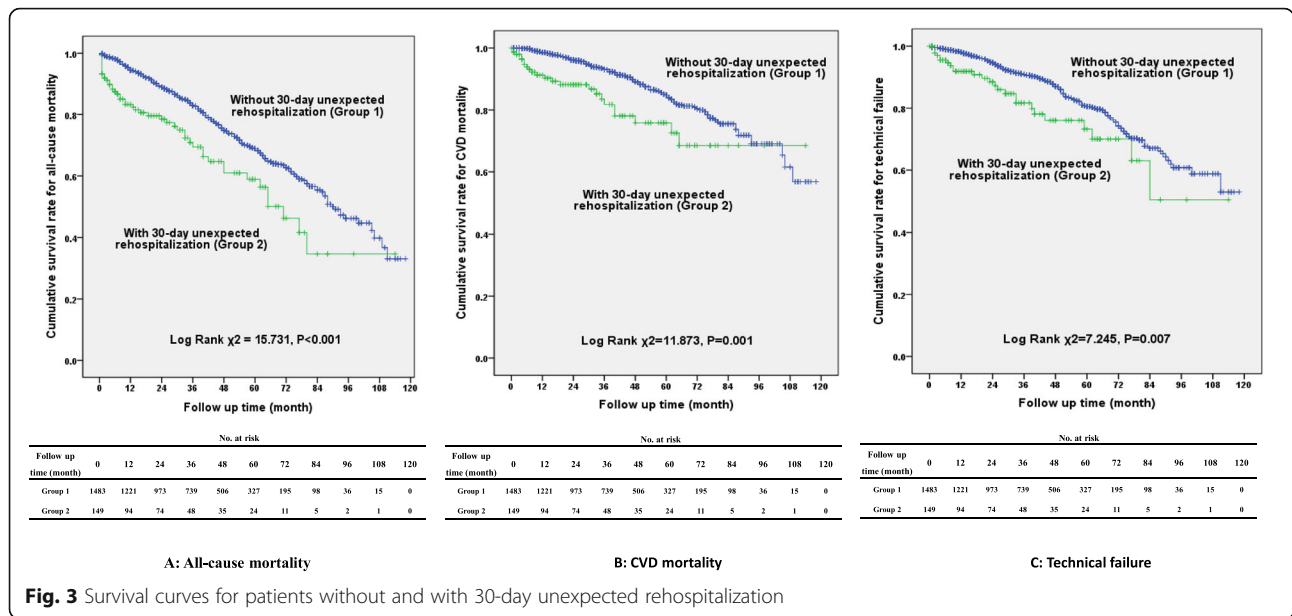 Cumulative survival rate for all-cause mortality
1.0
0.8
0.6
0.4
0.2
0.0
Without 30-day unexpected
rehospitalization (Group 1)
With 30-day unexpected
rehospitalization (Group 2)
Log Rank χ2 = 15.731, P<0.001
0 12 24 36 48 60 72 84 96 108 120
Follow up time (month)
Cumulative survival rate for CVD mortality
1.0
0.8
0.6
0.4
0.2
0.0
Without 30-day unexpected
rehospitalization (Group 1)
With 30-day unexpected
rehospitalization (Group 2)
Log Rank χ2=11.873, P=0.001
0 12 24 36 48 60 72 84 96 108 120
Follow up time (month)
Cumulative survival rate for technical failure
1.0
0.8
0.6
0.4
0.2
0.0
Without 30-day unexpected
rehospitalization (Group 1)
With 30-day unexpected
rehospitalization (Group 2)
Log Rank χ2=7.245, P=0.007
0 12 24 36 48 60 72 84 96 108 120
Follow up time (month)
No. at risk
Follow up
time (month) 0 12 24 36 48 60 72 84 96 108 120
Group 1 1483 1221 973 739 506 327 195 98 36 15 0
Group 2 149 94 74 48 35 24 11 5 2 1 0
No. at risk
Follow up
time (month) 0 12 24 36 48 60 72 84 96 108 120
Group 1 1483 1221 973 739 506 327 195 98 36 15 0
Group 2 149 94 74 48 35 24 11 5 2 1 0
No. at risk
Follow up
time (month) 0 12 24 36 48 60 72 84 96 108 120
Group 1 1483 1221 973 739 506 327 195 98 36 15 0
Group 2 149 94 74 48 35 24 11 5 2 1 0
A: All-cause mortality
B: CVD mortality
C: Technical failure
Fig. 3 Survival curves for patients without and with 30-day unexpected rehospitalization